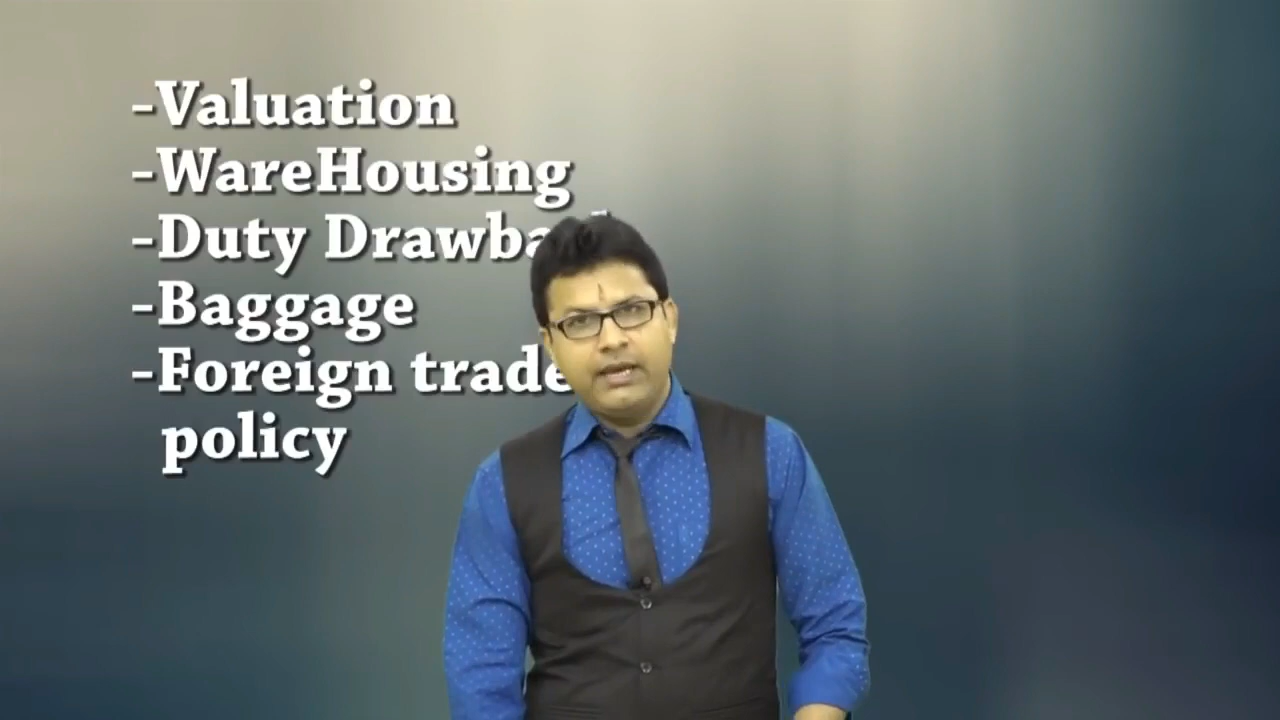 -Valuation
-WareHousing
-Duty
-Baggage
-Foreign trade
policy